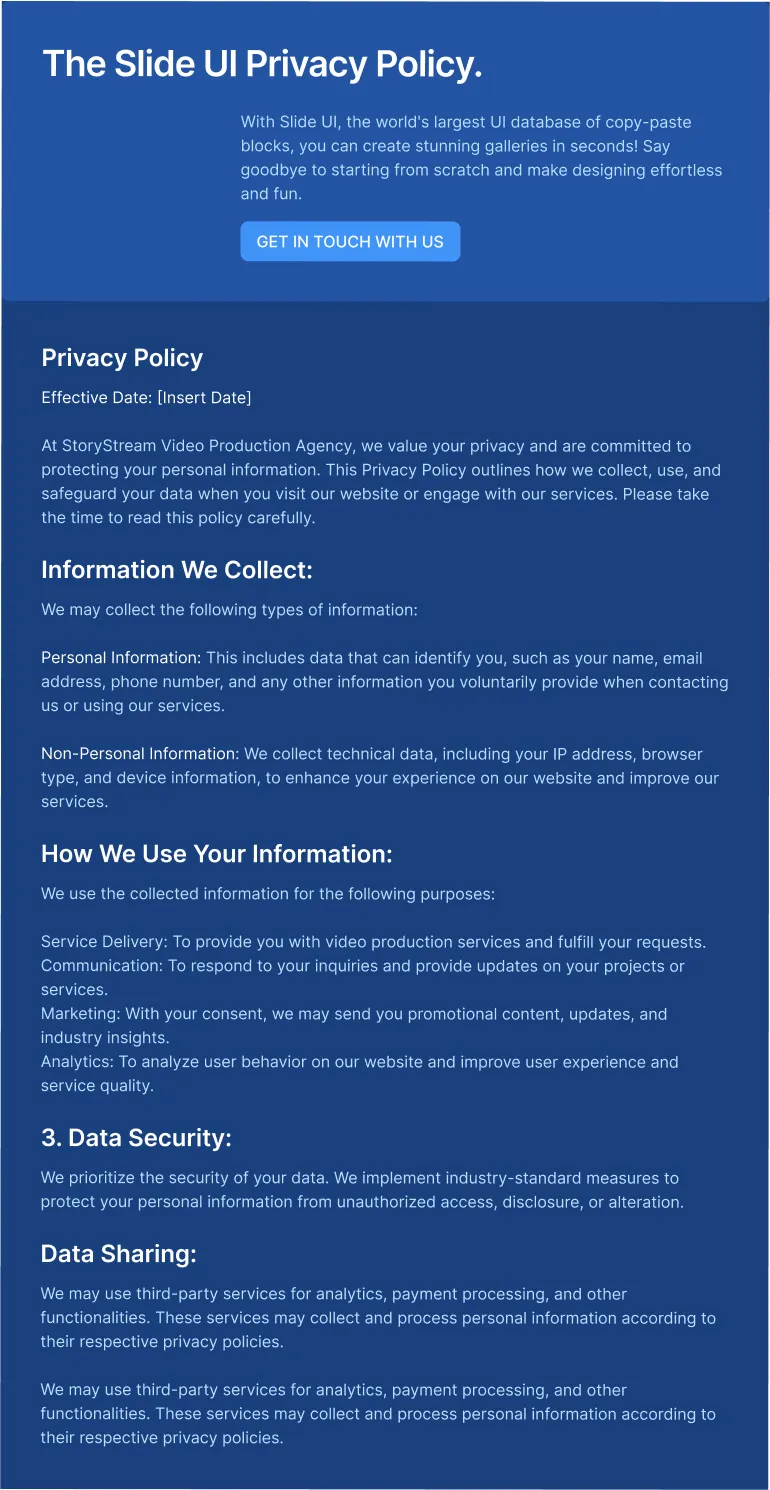 The Slide UI Privacy Policy.
With Slide UI, the world's largest UI database of copy-paste
blocks, you can create stunning galleries in seconds! Say
goodbye to starting from scratch and make designing effortless
and fun.
GET IN TOUCH WITH US
Privacy Policy
Effective Date: [Insert Date]
At StoryStream Video Production Agency, we value your privacy and are committed to
protecting your personal information. This Privacy Policy outlines how we collect, use, and
safeguard your data when you visit our website or engage with our services. Please take
the time to read this policy carefully.
Information We Collect:
We may collect the following types of information:
Personal Information: This includes data that can identify you, such as your name, email
address, phone number, and any other information you voluntarily provide when contacting
us or using our services.
Non-Personal Information: We collect technical data, including your IP address, browser
type, and device information, to enhance your experience on our website and improve our
services.
How We Use Your Information:
We use the collected information for the following purposes:
Service Delivery: To provide you with video production services and fulfill your requests.
Communication: To respond to your inquiries and provide updates on your projects or
services.
Marketing: With your consent, we may send you promotional content, updates, and
industry insights.
Analytics: To analyze user behavior on our website and improve user experience and
service quality.
3. Data Security:
We prioritize the security of your data. We implement industry-standard measures to
protect your personal information from unauthorized access, disclosure, or alteration.
Data Sharing:
We may use third-party services for analytics, payment processing, and other
functionalities. These services may collect and process personal information according to
their respective privacy policies.
We may use third-party services for analytics, payment processing, and other
functionalities. These services may collect and process personal information according to
their respective privacy policies.